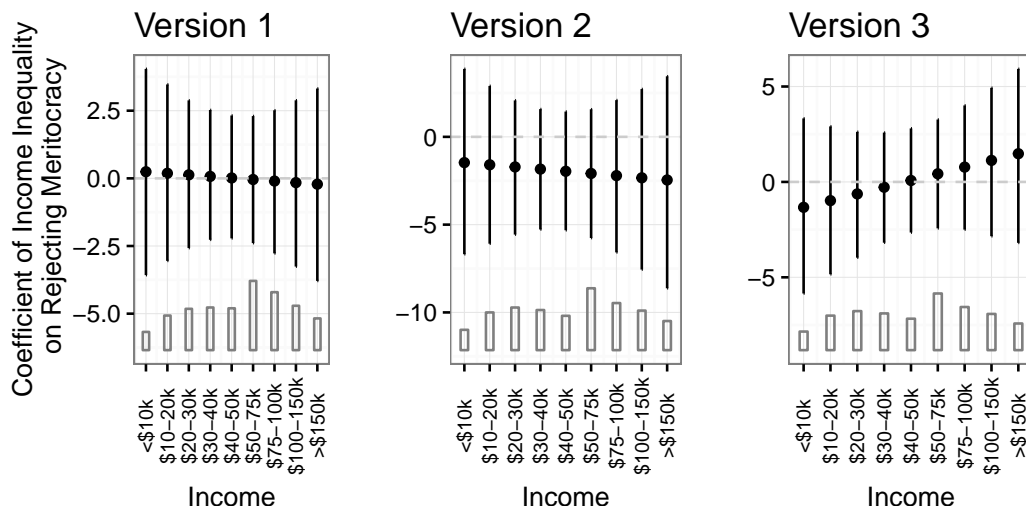 Version 1
Version 2
Version 3
Coefficient of Income Inequality
on Rejecting Meritocracy
2.5
0.0
−2.5
−5.0
0
−5
−10
5
0
−5
<$10k
$10−20k
$20−30k
$30−40k
$40−50k
$50−75k
$75−100k
$100−150k
>$150k
<$10k
$10−20k
$20−30k
$30−40k
$40−50k
$50−75k
$75−100k
$100−150k
>$150k
<$10k
$10−20k
$20−30k
$30−40k
$40−50k
$50−75k
$75−100k
$100−150k
>$150k
Income
Income
Income